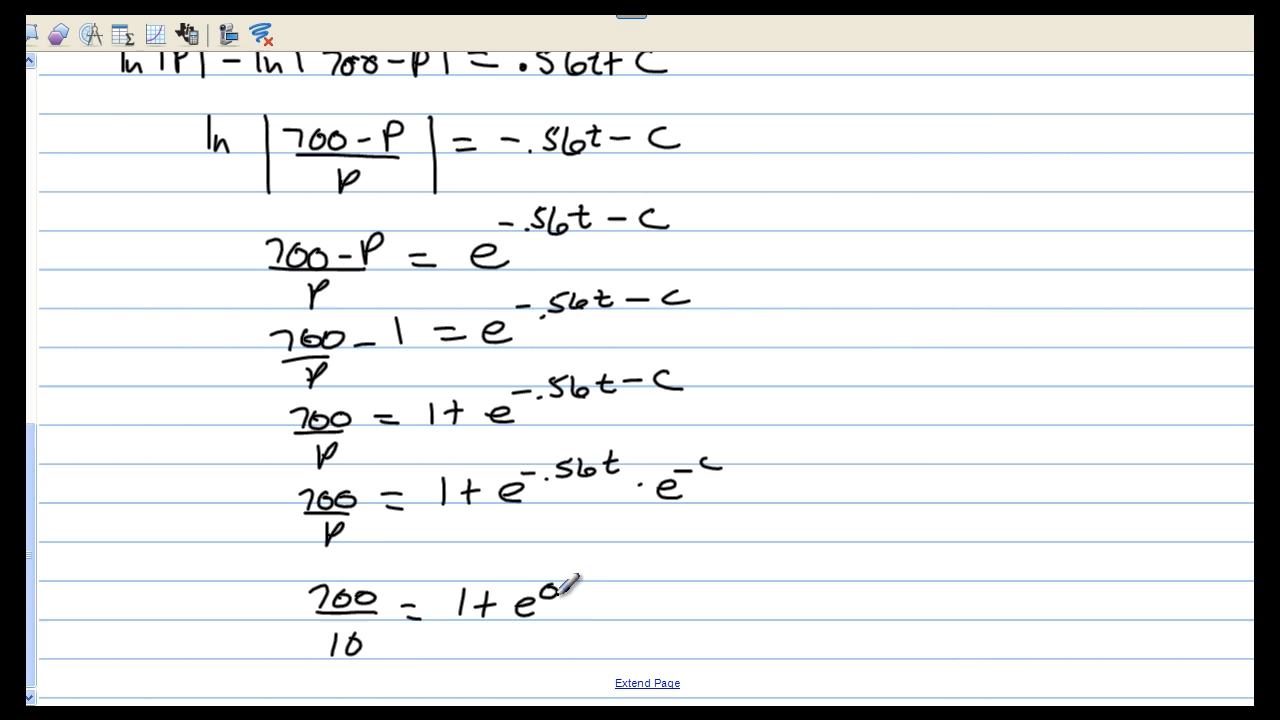 ln |P| - ln | 700 - P | = .56t + C
ln | (700 - P)/P | = -.56t - C
(700 - P)/P = e^(-.56t - C)
700/P - 1 = e^(-.56t - C)
700/P = 1 + e^(-.56t - C)
700/P = 1 + e^(-.56t) · e^(-C)
700/10 = 1 + e^0
Extend Page